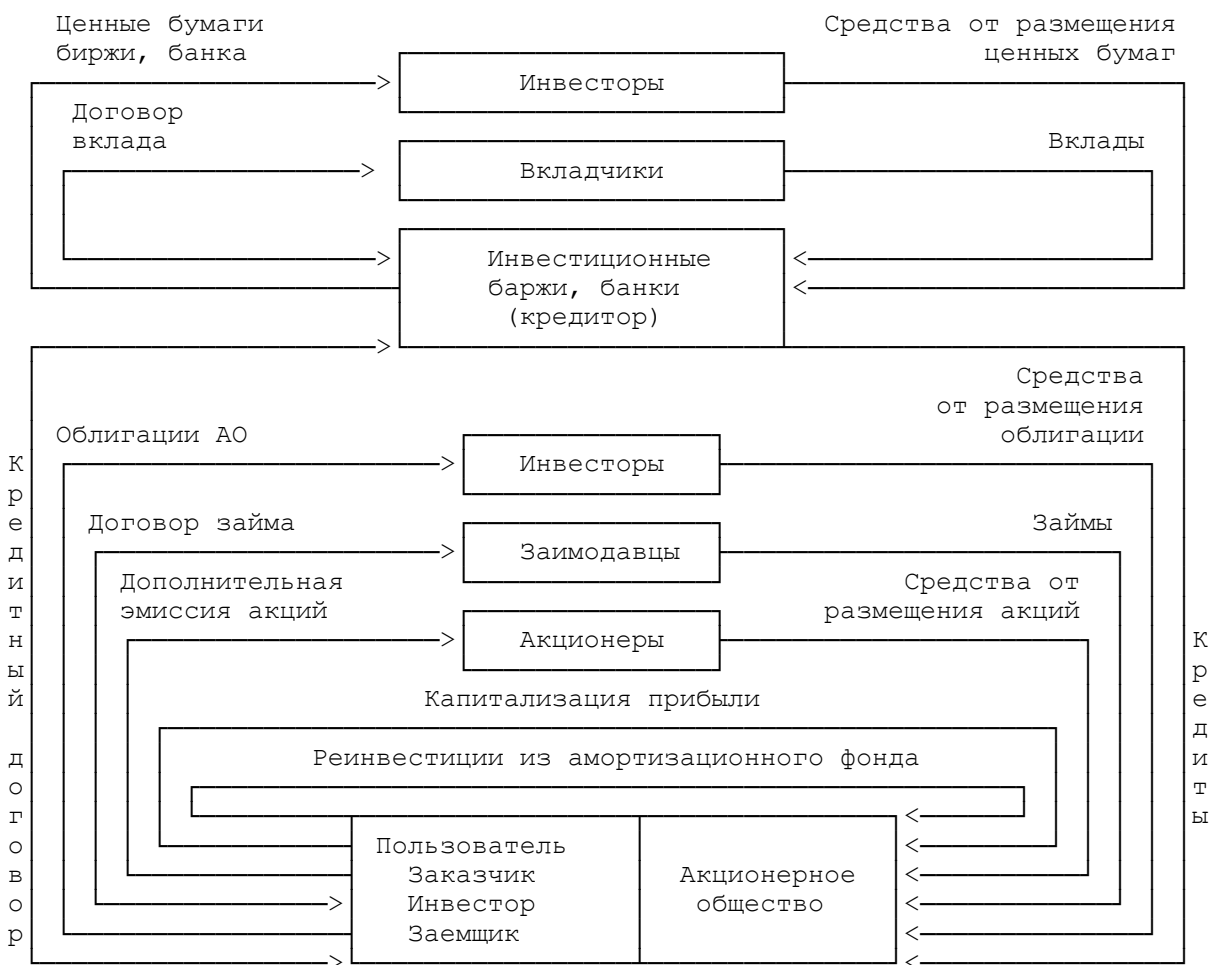 Ценные бумаги
биржи, банка
Средства от размещения
ценных бумаг
Инвесторы
Договор
вклада
Вклады
Вкладчики
Инвестиционные
баржи, банки
(кредитор)
Средства
от размещения
облигации
Облигации АО
Инвесторы
Договор займа
Займы
Заимодавцы
Дополнительная
эмиссия акций
Средства от
размещения акций
Акционеры
Капитализация прибыли
Реинвестиции из амортизационного фонда
Пользователь
Заказчик
Инвестор
Заемщик
Акционерное
общество
Кредитный договор
Кредиты